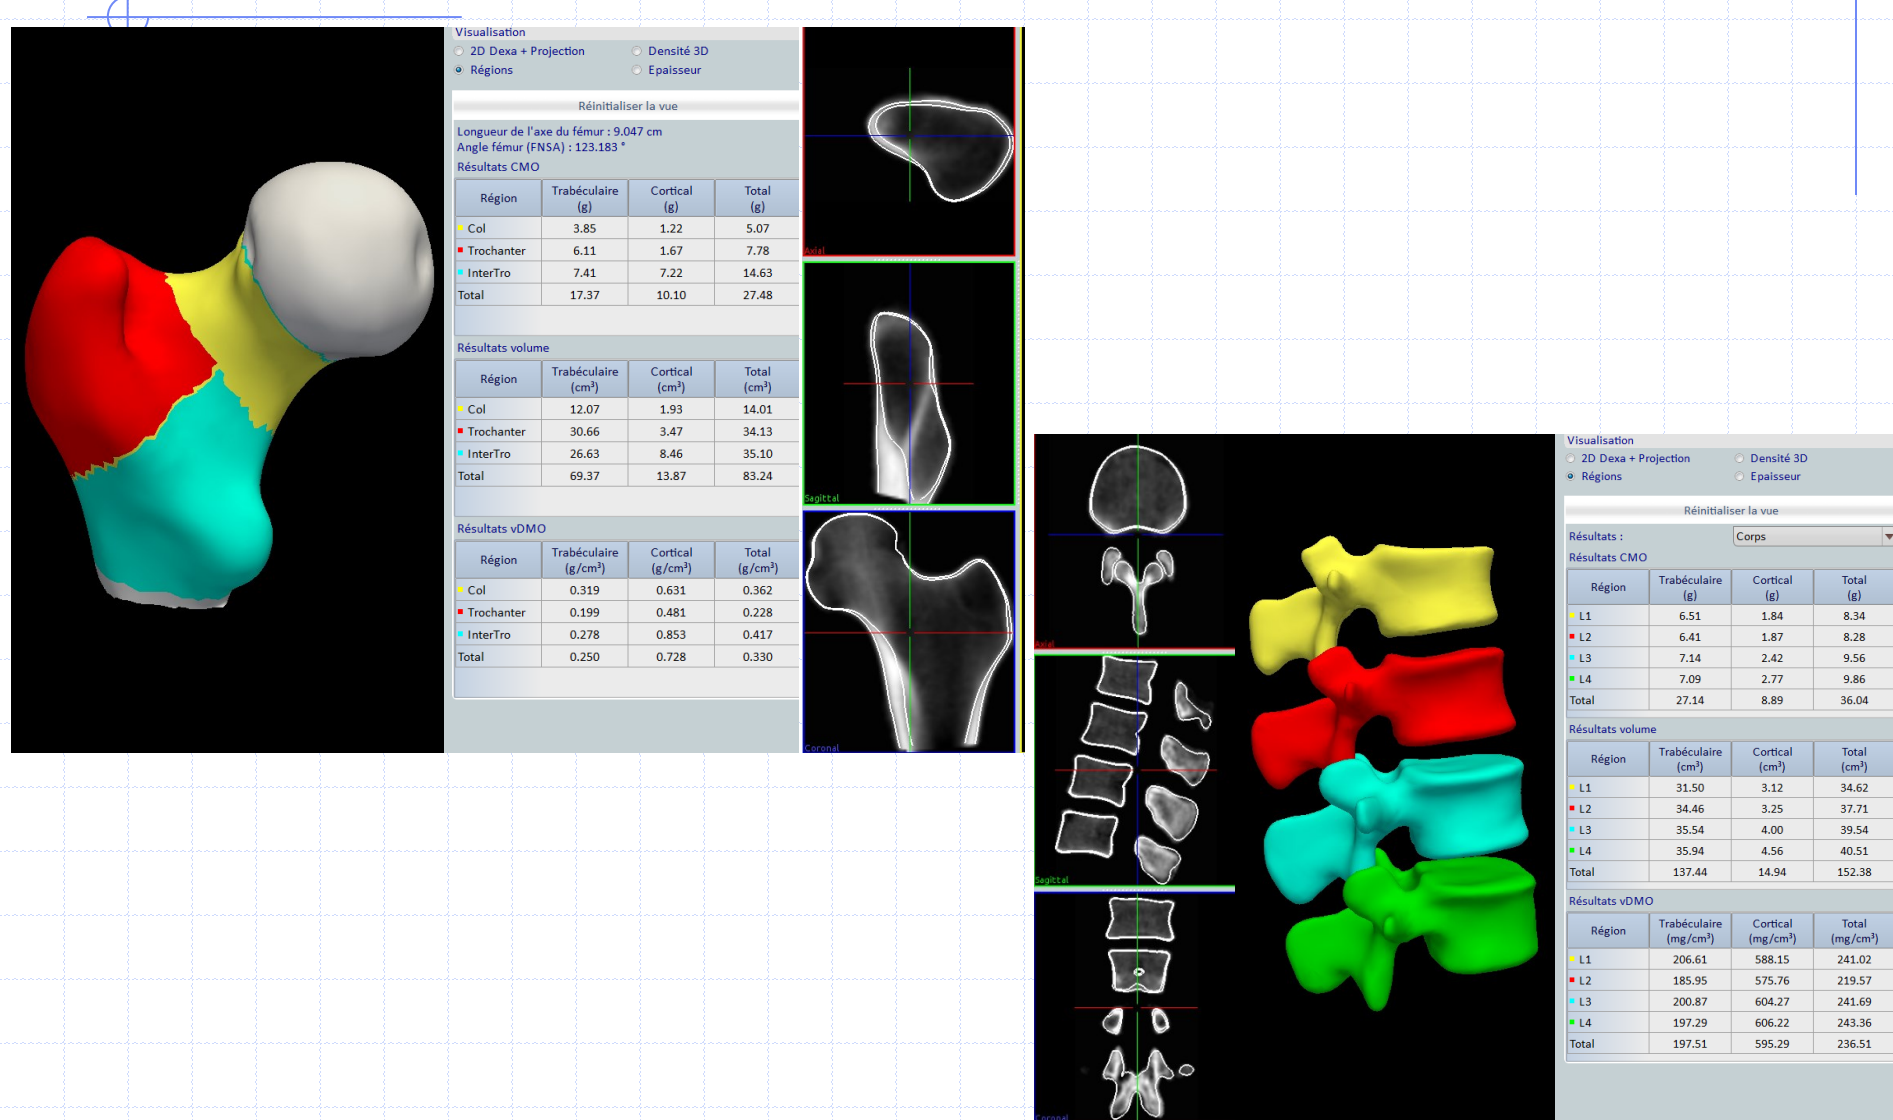 Visualisation
2D Dexa + Projection Densité 3D
Régions Epaisseur
Réinitialiser la vue
Longueur de l'axe du fémur : 9.047 cm
Angle fémur (FNSA) : 123.183 °
Résultats CMO
Région Trabéculaire (g) Cortical (g) Total (g)
Col 3.85 1.22 5.07
Trochanter 6.11 1.67 7.78
InterTro 7.41 7.22 14.63
Total 17.37 10.10 27.48
Résultats volume
Région Trabéculaire (cm³) Cortical (cm³) Total (cm³)
Col 12.07 1.93 14.01
Trochanter 30.66 3.47 34.13
InterTro 26.63 8.46 35.10
Total 69.37 13.87 83.24
Résultats vDMO
Région Trabéculaire (g/cm³) Cortical (g/cm³) Total (g/cm³)
Col 0.319 0.631 0.362
Trochanter 0.199 0.481 0.228
InterTro 0.278 0.853 0.417
Total 0.250 0.728 0.330
Axial
Sagittal
Coronal
Axial
Sagittal
Coronal
Visualisation
2D Dexa + Projection Densité 3D
Régions Epaisseur
Réinitialiser la vue
Résultats : Corps
Résultats CMO
Région Trabéculaire (g) Cortical (g) Total (g)
L1 6.51 1.84 8.34
L2 6.41 1.87 8.28
L3 7.14 2.42 9.56
L4 7.09 2.77 9.86
Total 27.14 8.89 36.04
Résultats volume
Région Trabéculaire (cm³) Cortical (cm³) Total (cm³)
L1 31.50 3.12 34.62
L2 34.46 3.25 37.71
L3 35.54 4.00 39.54
L4 35.94 4.56 40.51
Total 137.44 14.94 152.38
Résultats vDMO
Région Trabéculaire (mg/cm³) Cortical (mg/cm³) Total (mg/cm³)
L1 206.61 588.15 241.02
L2 185.95 575.76 219.57
L3 200.87 604.27 241.69
L4 197.29 606.22 243.36
Total 197.51 595.29 236.51